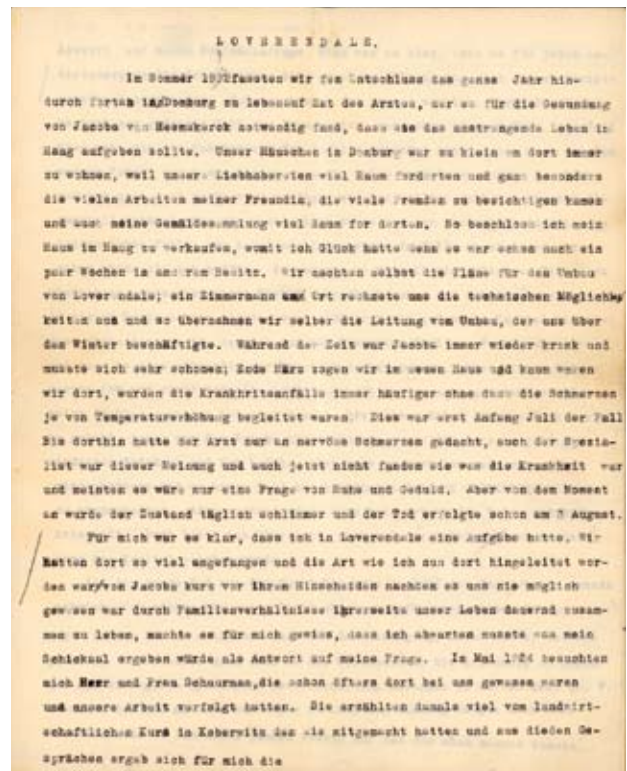 LOVERENDALE.
Im Sommer 1922 fassten wir fen Entschluss das ganse Jahr hin-
durch fortan in Domburg zu leben auf Rat des Arztes, der es für die Gesundung
von Jacoba van Heemskerck notwendig fand, dass sie das anstrengende Leben in
Haag aufgeben sollte. Unser Häuschen in Domburg war zu klein um dort immer
zu wohnen, weil unsere Liebhabereien viel Raum forderten und ganz besonders
die vielen Arbeiten meiner Freundin, die viele Fremden zu besichtigen kamen
und auch meine Gemäldesammlung viel Raum for derten. So beschloss ich mein
Haus im Haag zu verkaufen, womit ich Glück hatte denn es war schon nach ein
paar Wochen in anderem Besitz. Wir machten selbst die Pläne für den Umbau
von Loverendale; ein Zimmermann am Ort rechnete uns die technischen Möglich-
keiten aus und so übernahmen wir selber die Leitung vom Umbau, der uns über
den Winter beschäftigte. Während der Zeit war Jacoba immer wieder krank und
musste sich sehr schonen; Ende März zogen wir im neuen Haus und kaum waren
wir dort, wurden die Krankheitsanfälle immer häufiger ohne dass die Schmerzen
je von Temperaturerhöhung begleitet waren. Dies war erst Anfang Juli der Fall
Bis dorthin hatte der Arzt nur an nervöse Schmerzen gedacht, auch der Spezia-
list war dieser Meinung und auch jetzt nicht fanden sie was die Krankheit war
und meinten es wäre nur eine Frage von Ruhe und Geduld. Aber von dem Moment
an wurde der Zustand täglich schlimmer und der Tod erfolgte schon am 3 August.
Für mich war es klar, dass ich in Loverendale eine Aufgabe hatte. Wir
hatten dort so viel angefangen und die Art wie ich nun dort hingeleitet wor-
den war von Jacoba kurz vor ihrem Hinscheiden nachdem es uns nie möglich
gewesen war durch Familienverhältnisse ihrerseits unser Leben dauernd zusam-
men zu leben, machte es für mich gewiss, dass ich abwarten musste was mein
Schicksal ergeben würde als Antwort auf meine Frage. Im Mai 1924 besuchten
mich Herr und Frau Schuurman, die schon öfters dort bei uns gewesen waren
und unsere Arbeit verfolgt hatten. Die erzählten damals viel vom landwirt-
schaftlichen Kurs in Koberwitz den sie mitgemacht hatten und aus dieden Ge-
sprächen ergab sich für mich die